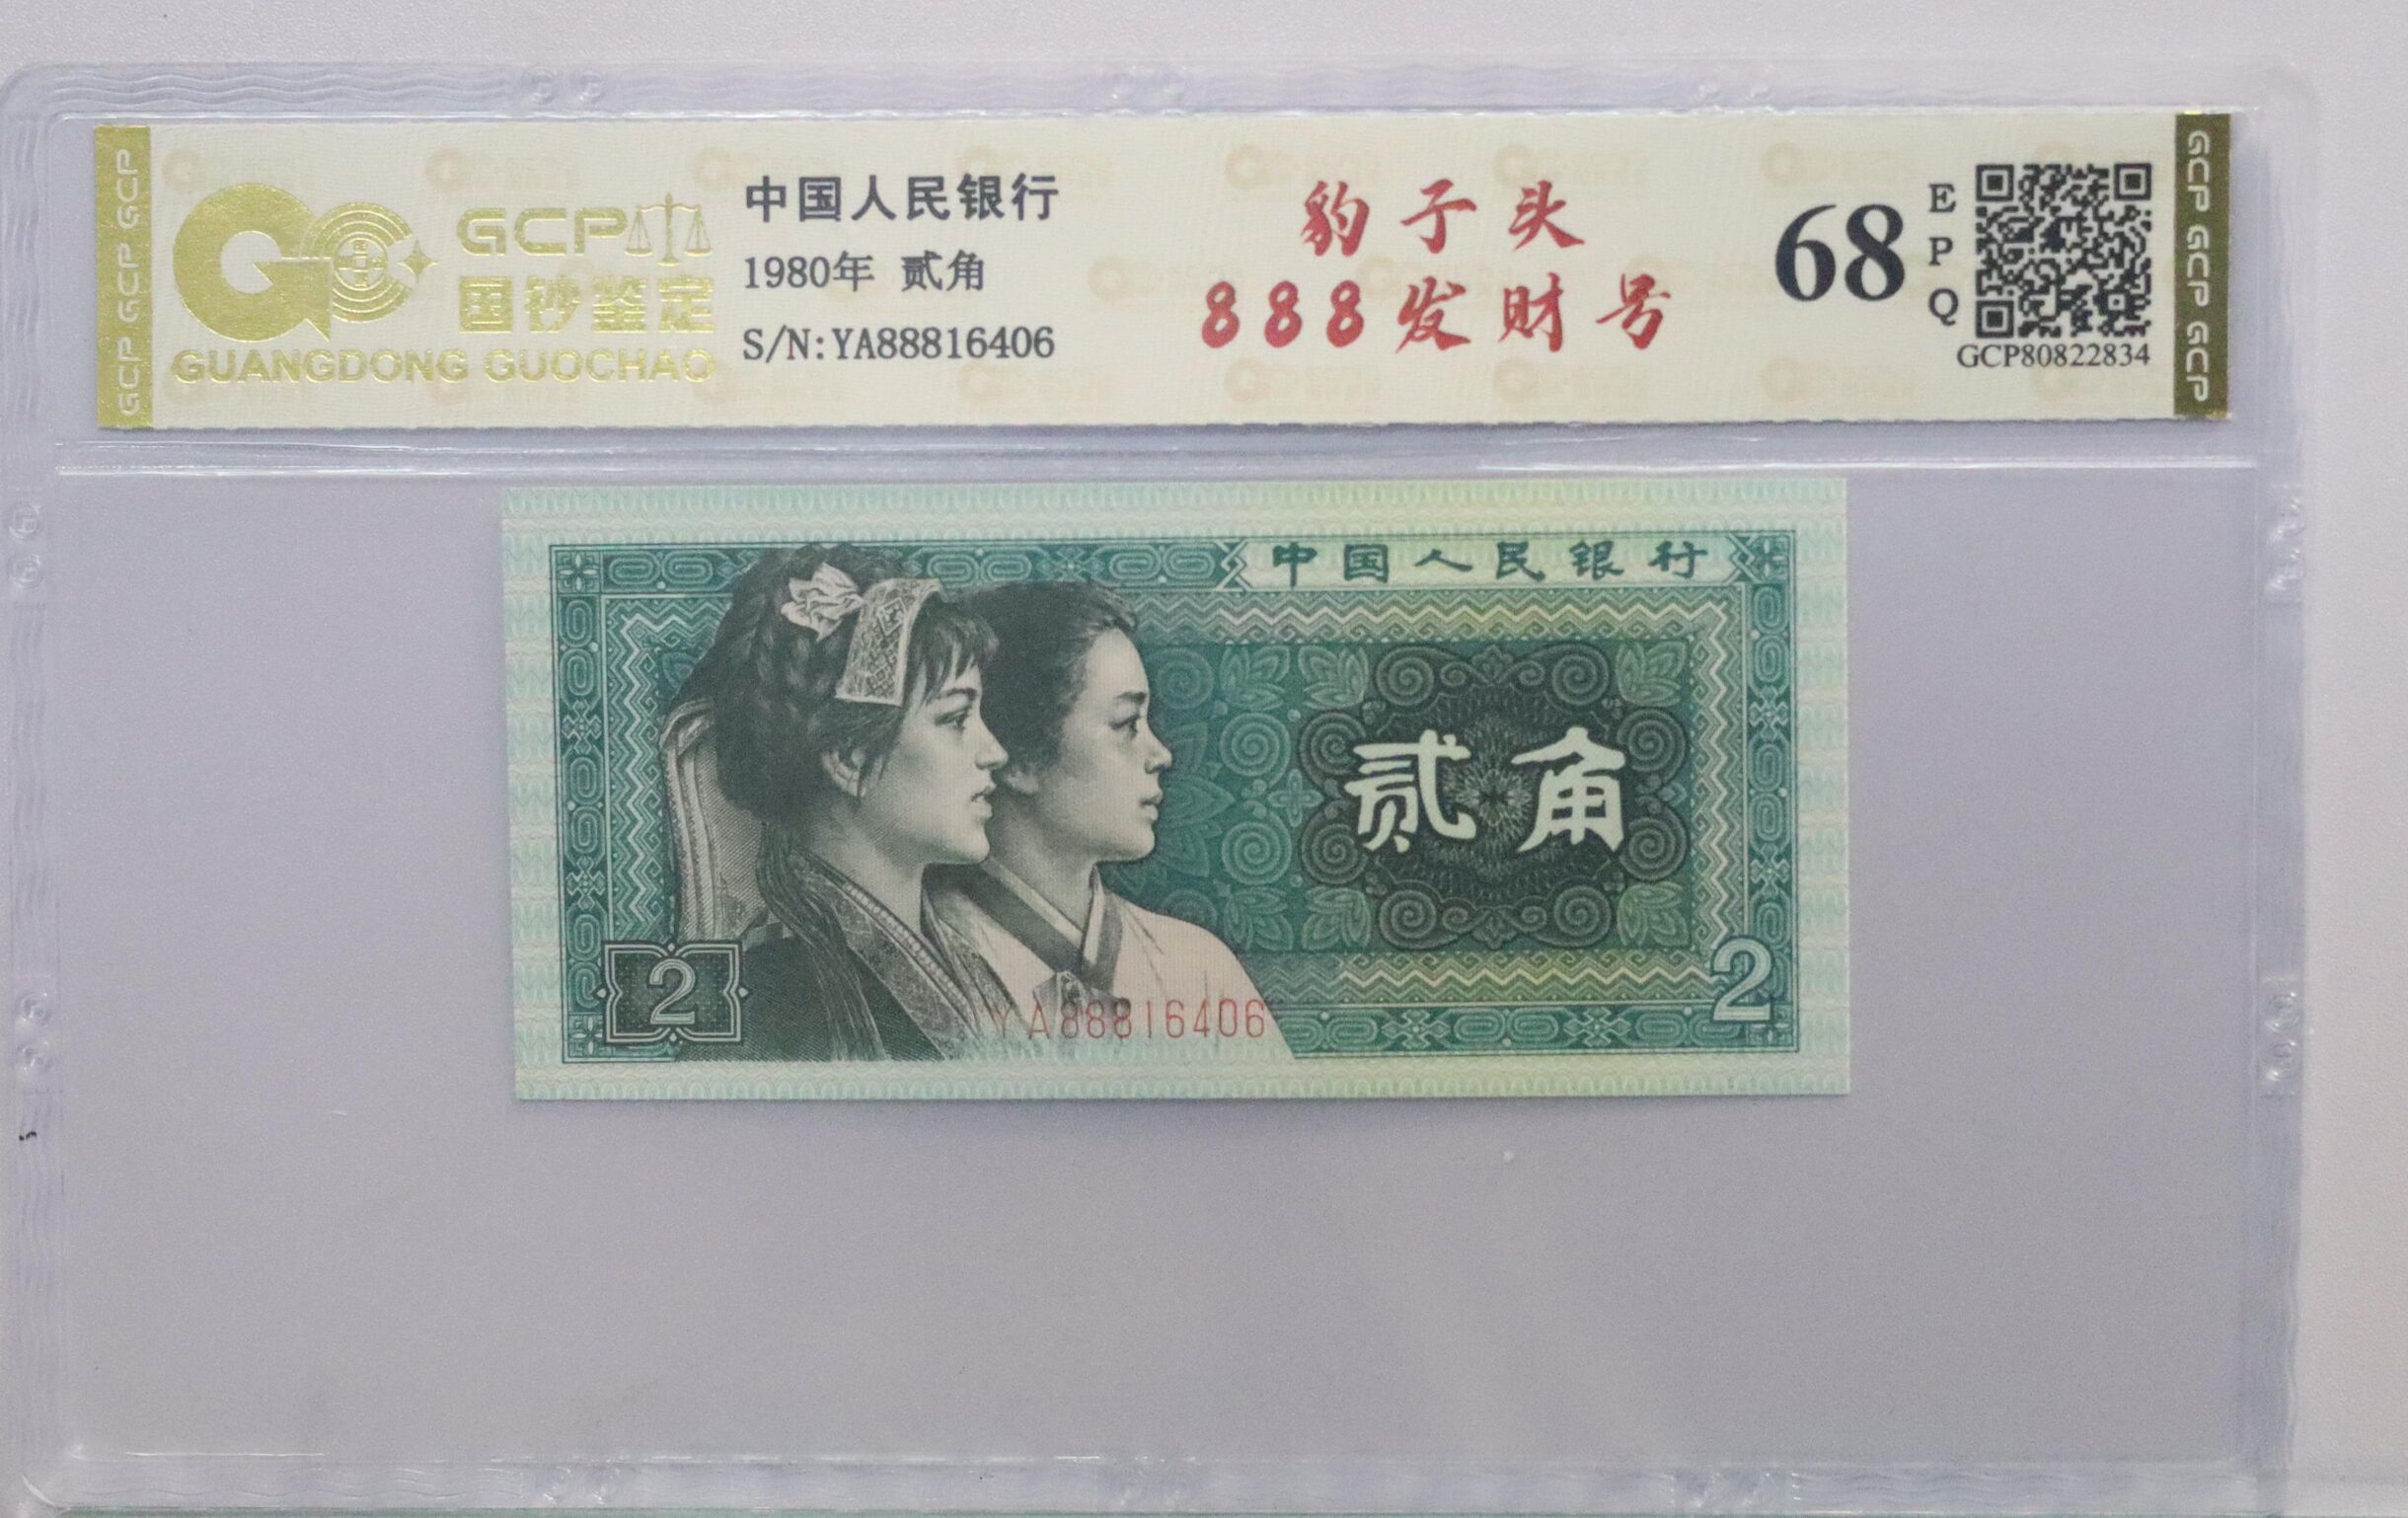 GCP GCP GCP
GCP
国钞鉴定
GUANGDONG GUOCHAO
中国人民银行
1980年 贰角
S/N:YA88816406
豹子头
888发财号
68
EPQ
GCP80822834
GCP GCP GCP
中国人民银行
贰角
2
YA88816406
2